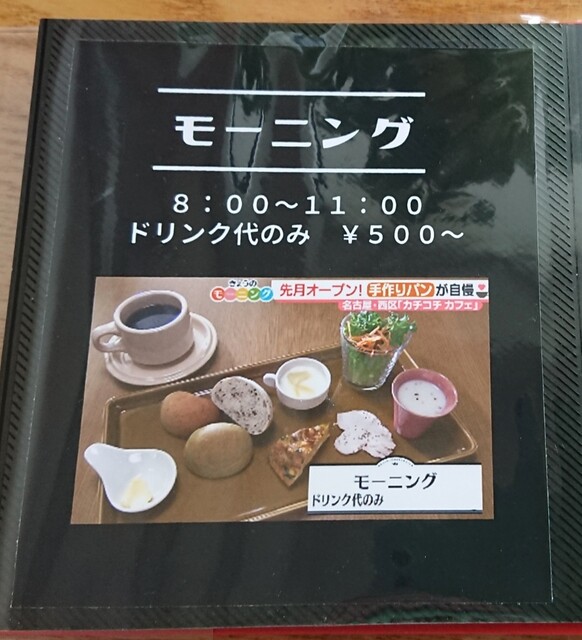 モーニング
８：００～１１：００
ドリンク代のみ　￥５００～
きょうの
モーニング
先月オープン！手作りパンが自慢
名古屋・西区「カチコチ カフェ」
モーニング
ドリンク代のみ